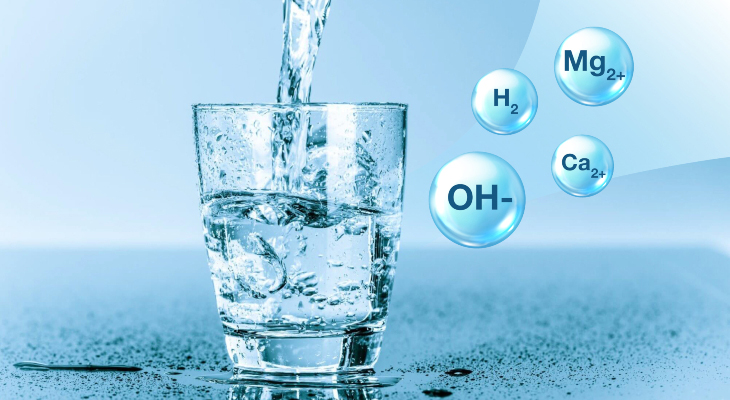 Mg2+
H2
Ca2+
OH-